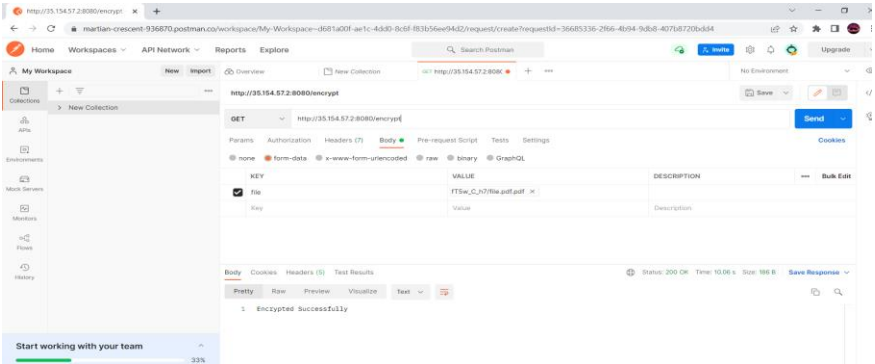 http://35.154.57.2:8080/encrypt
martian-crescent-936870.postman.co/workspace/My-Workspace~d681a00f-ae1c-4dd0-8c6f-f83b56ee94d2/request/create?requestId=36685336-2f66-4b94-9db8-407b8720bdd4
Home Workspaces API Network Reports Explore Search Postman Invite Upgrade
My Workspace New Import Overview New Collection GET http://35.154.57.2:808( No Environment
Collections New Collection http://35.154.57.2:8080/encrypt Save
APIs GET http://35.154.57.2:8080/encrypt Send
Environments Params Authorization Headers (7) Body Pre-request Script Tests Settings Cookies
none form-data x-www-form-urlencoded raw binary GraphQL
Mock Servers KEY VALUE DESCRIPTION Bulk Edit
file fTSw_C_h7/file.pdf.pdf
Monitors Key Value Description
Flows
History Body Cookies Headers (5) Test Results Status: 200 OK Time: 10.06 s Size: 186 B Save Response
Pretty Raw Preview Visualize Text
1 Encrypted Successfully
Start working with your team
33%